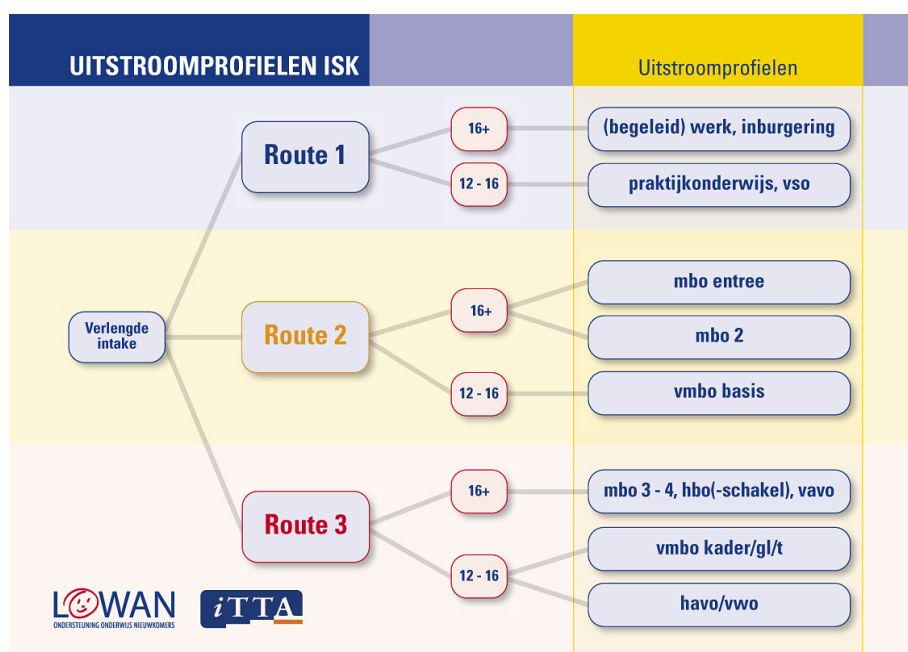 UITSTROOMPROFIELEN ISK
Uitstroomprofielen
Verlengde
intake
Route 1
16+
(begeleid) werk, inburgering
12 - 16
praktijkonderwijs, vso
Route 2
16+
mbo entree
mbo 2
12 - 16
vmbo basis
Route 3
16+
mbo 3 - 4, hbo(-schakel), vavo
12 - 16
vmbo kader/gl/t
havo/vwo
LOWAN
ONDERSTEUNING ONDERWIJS NIEUWKOMERS
iTTA